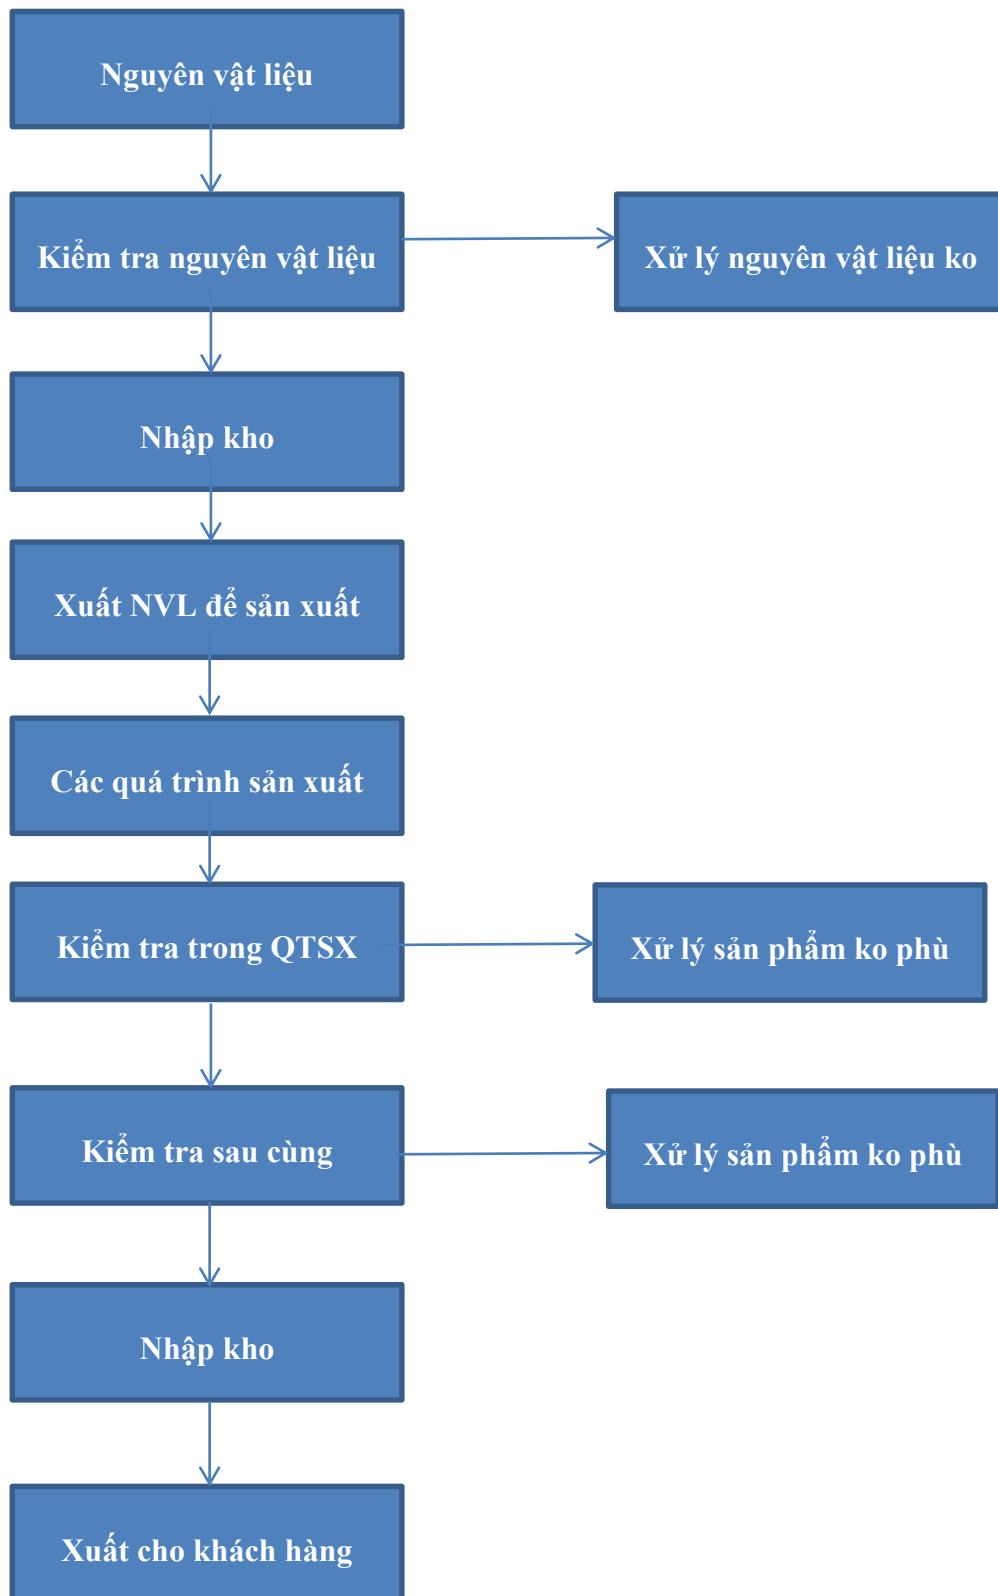 Nguyên vật liệu
Kiểm tra nguyên vật liệu
Xử lý nguyên vật liệu ko
Nhập kho
Xuất NVL để sản xuất
Các quá trình sản xuất
Kiểm tra trong QTSX
Xử lý sản phẩm ko phù
Kiểm tra sau cùng
Xử lý sản phẩm ko phù
Nhập kho
Xuất cho khách hàng